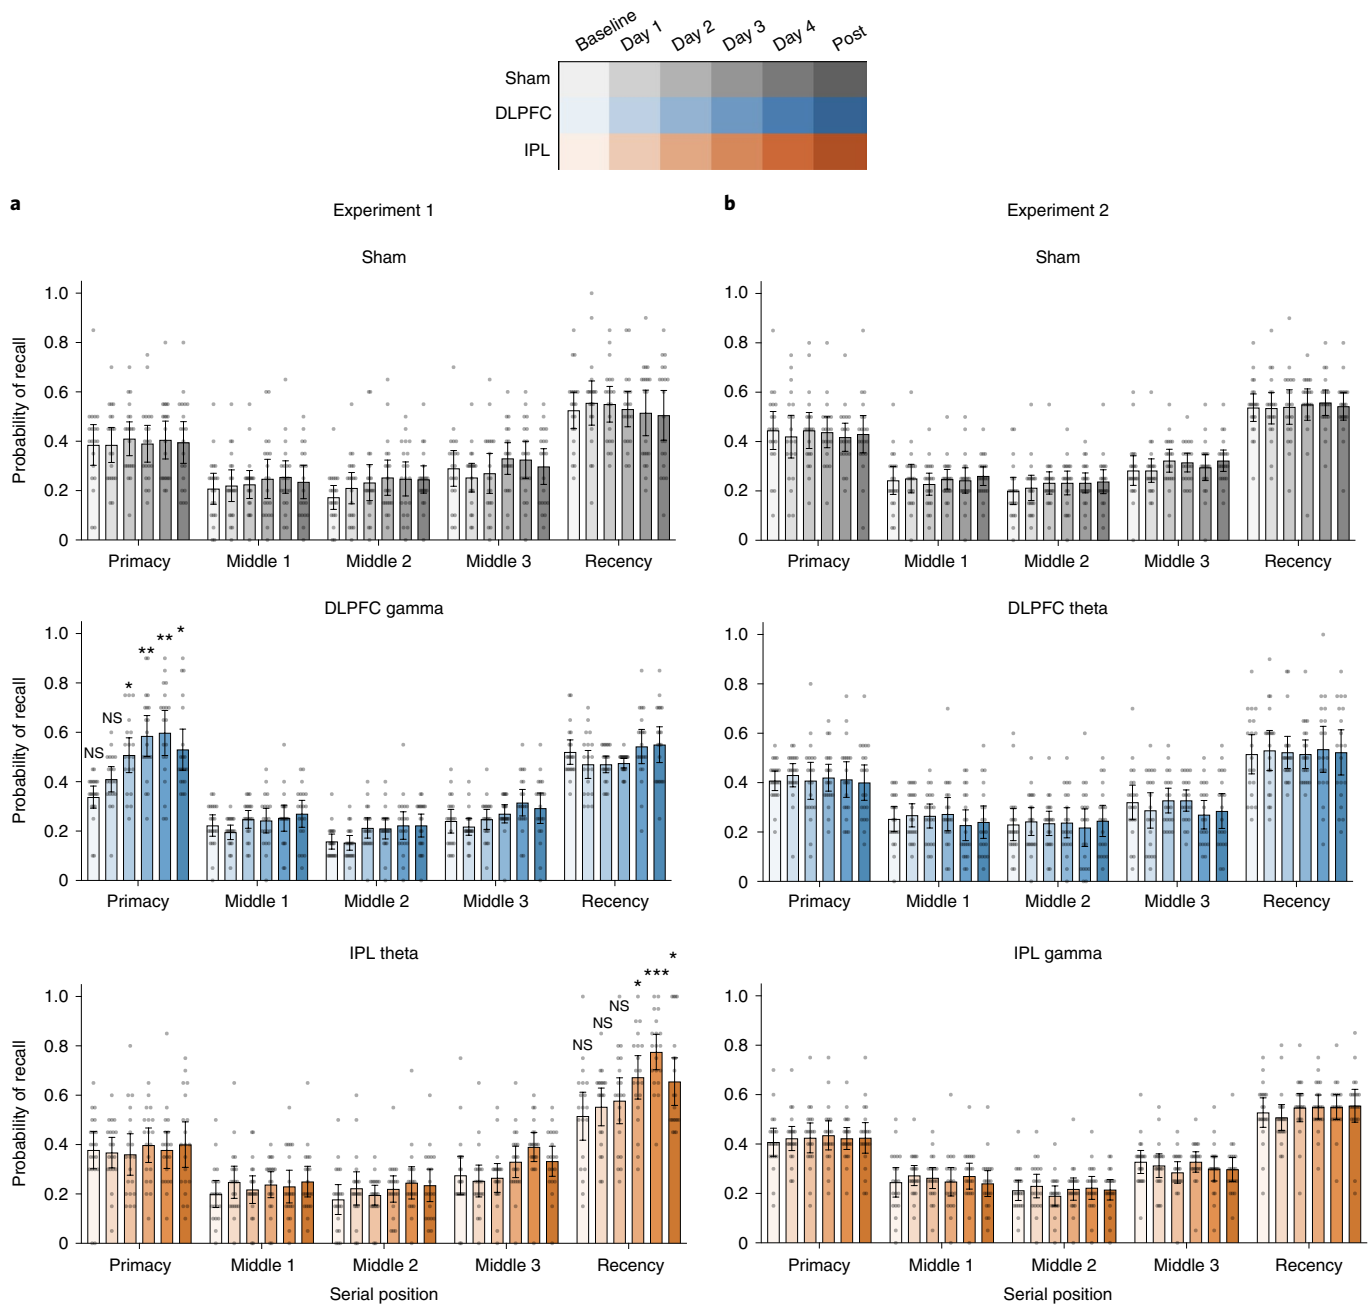 Baseline Day 1 Day 2 Day 3 Day 4 Post
Sham
DLPFC
IPL
a
Experiment 1
Sham
Probability of recall
1.0
0.8
0.6
0.4
0.2
0
Primacy Middle 1 Middle 2 Middle 3 Recency
DLPFC gamma
Probability of recall
1.0
0.8
0.6
0.4
0.2
0
NS NS * ** ** *
Primacy Middle 1 Middle 2 Middle 3 Recency
IPL theta
Probability of recall
1.0
0.8
0.6
0.4
0.2
0
NS NS NS * *** *
Primacy Middle 1 Middle 2 Middle 3 Recency
Serial position
b
Experiment 2
Sham
1.0
0.8
0.6
0.4
0.2
0
Primacy Middle 1 Middle 2 Middle 3 Recency
DLPFC theta
1.0
0.8
0.6
0.4
0.2
0
Primacy Middle 1 Middle 2 Middle 3 Recency
IPL gamma
1.0
0.8
0.6
0.4
0.2
0
Primacy Middle 1 Middle 2 Middle 3 Recency
Serial position